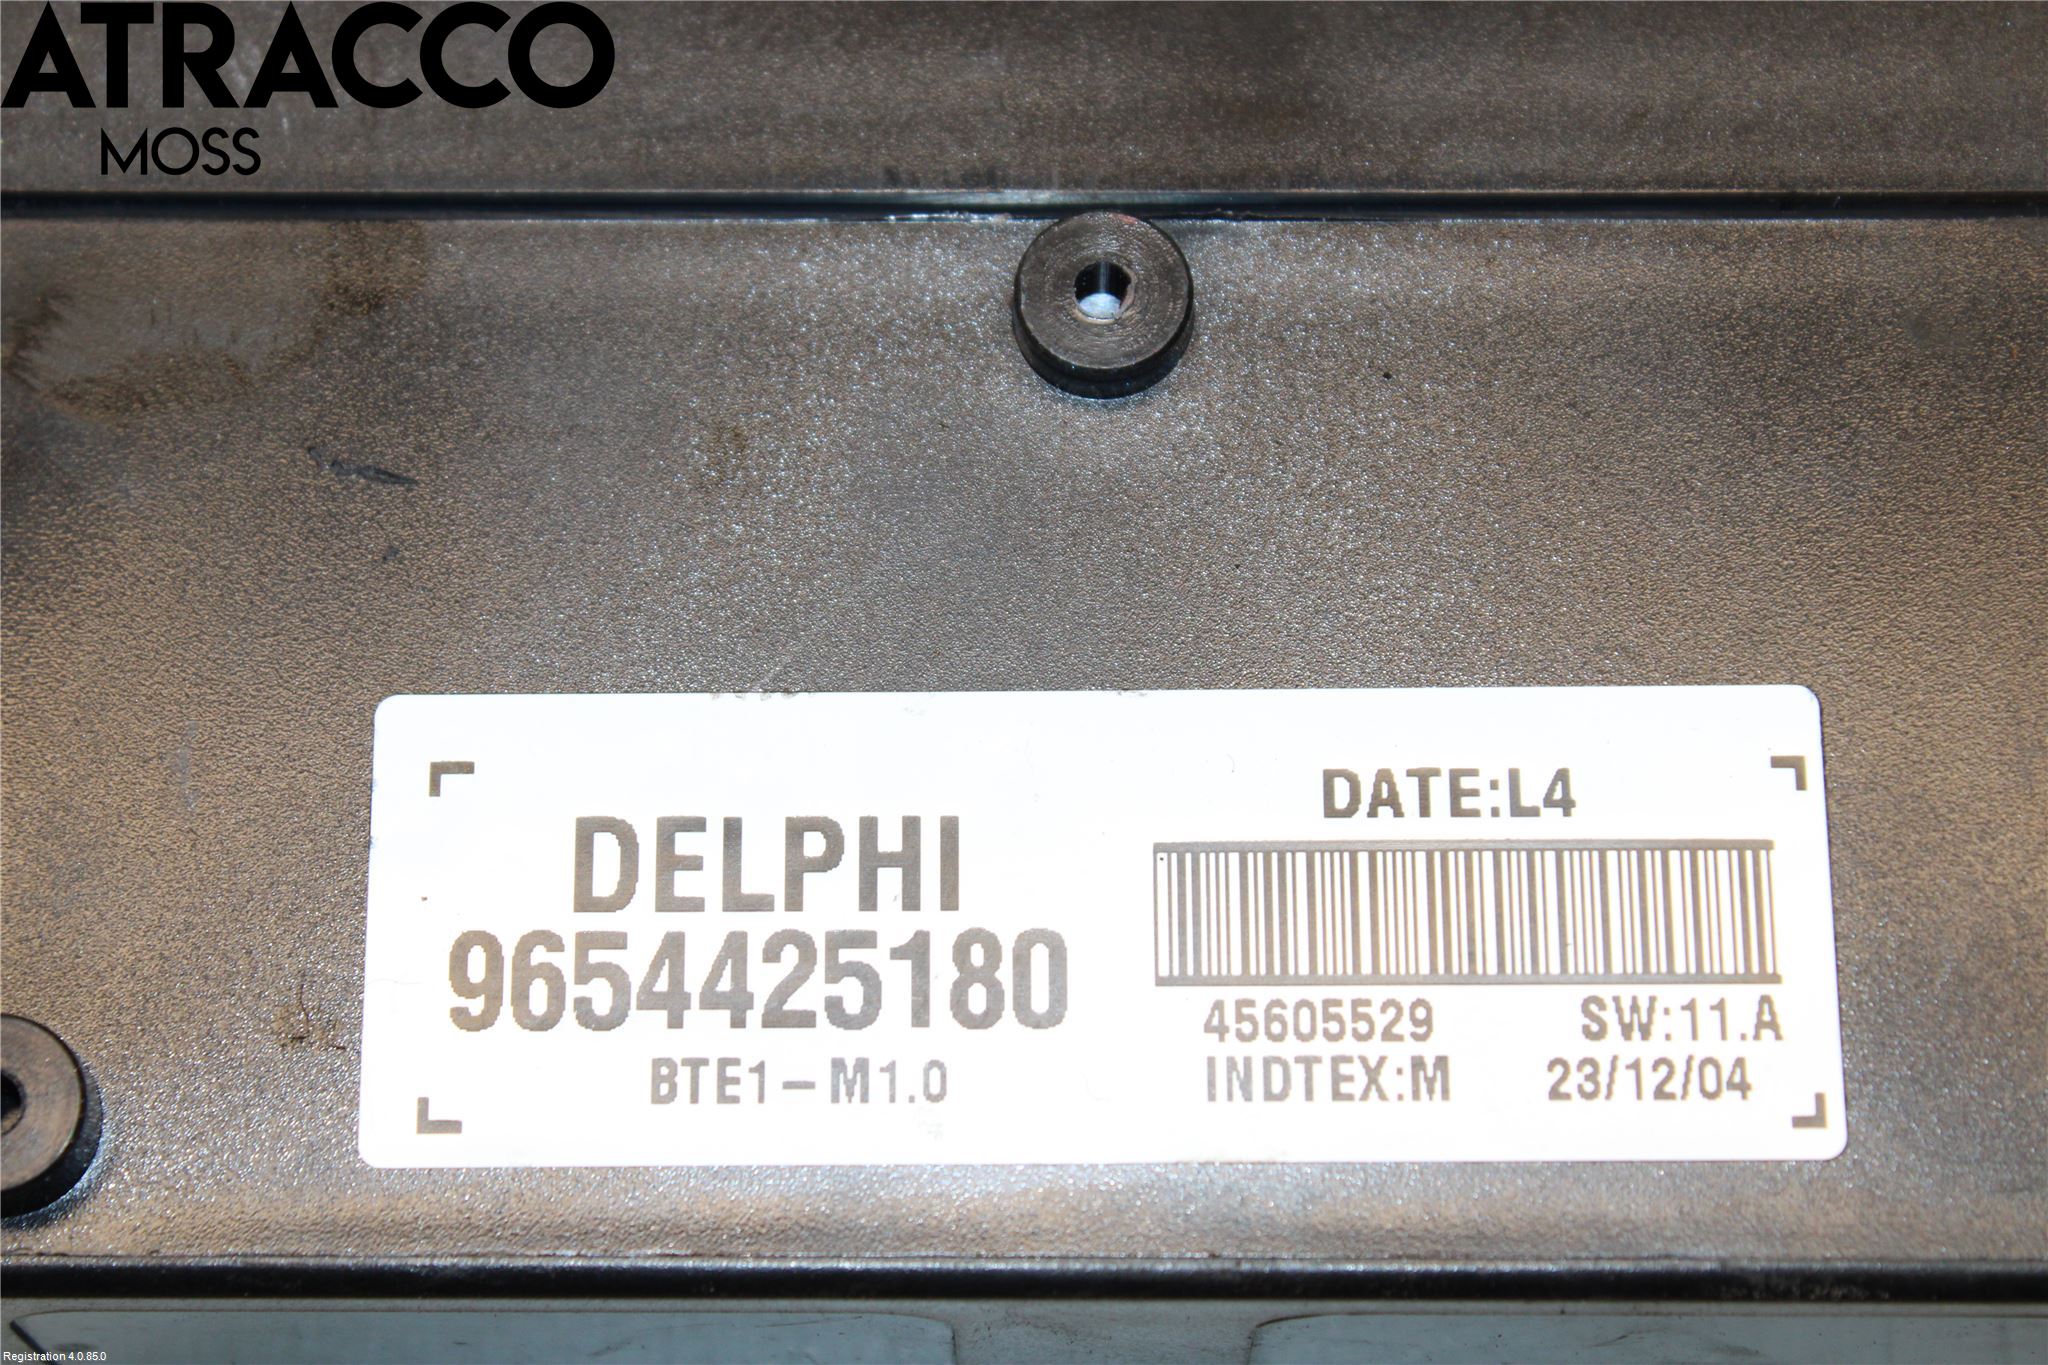 ATRACCO
MOSS
DELPHI
9654425180
BTE1-M1.0
DATE:L4
45605529 SW:11.A
INDTEX:M 23/12/04
Registration 4.0.85.0